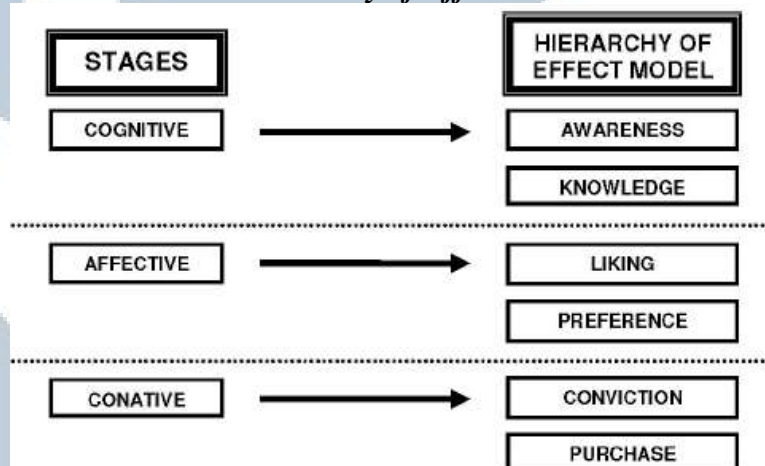 STAGES
HIERARCHY OF
EFFECT MODEL
COGNITIVE
AWARENESS
KNOWLEDGE
AFFECTIVE
LIKING
PREFERENCE
CONATIVE
CONVICTION
PURCHASE